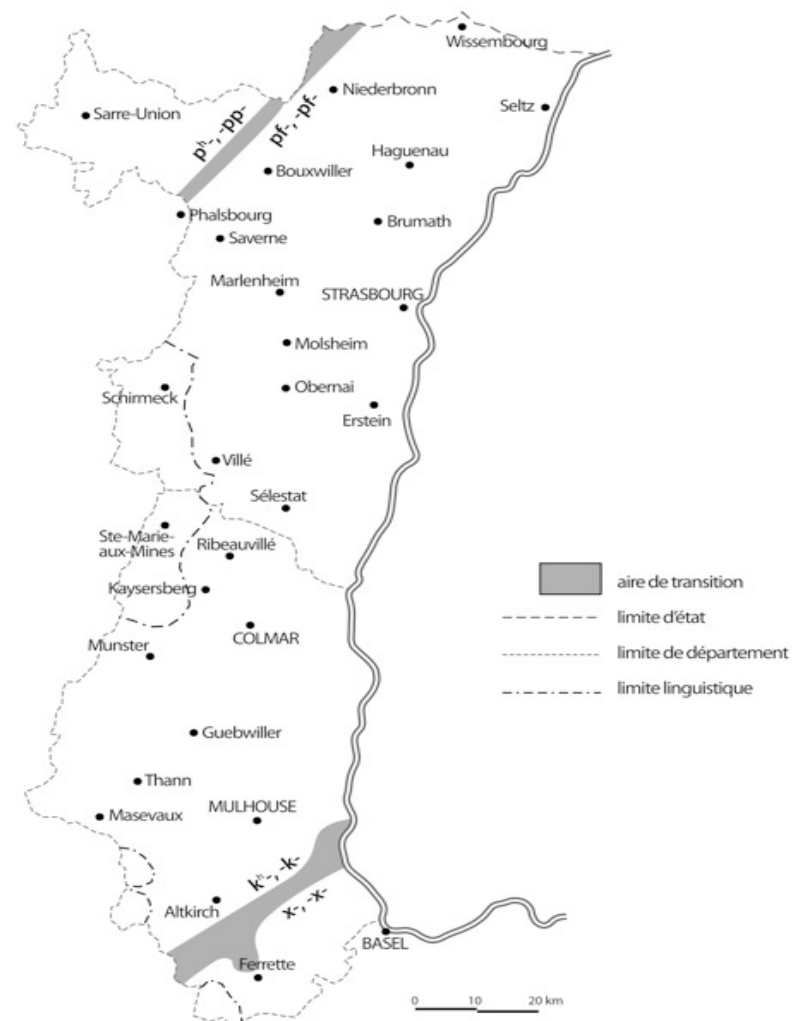 Wissembourg
Niederbronn
Sarre-Union
Seltz
pʰ-, -pp-
pf-, -pf-
Haguenau
Bouxwiller
Phalsbourg
Brumath
Saverne
Marlenheim
STRASBOURG
Molsheim
Schirmeck
Obernai
Erstein
Villé
Sélestat
Ste-Marie-
aux-Mines
Ribeauvillé
Kaysersberg
COLMAR
Munster
aire de transition
limite d'état
limite de département
limite linguistique
Guebwiller
Thann
Masevaux
MULHOUSE
kʰ-, -k-
x-, -x-
Altkirch
BASEL
Ferrette
0 10 20 km